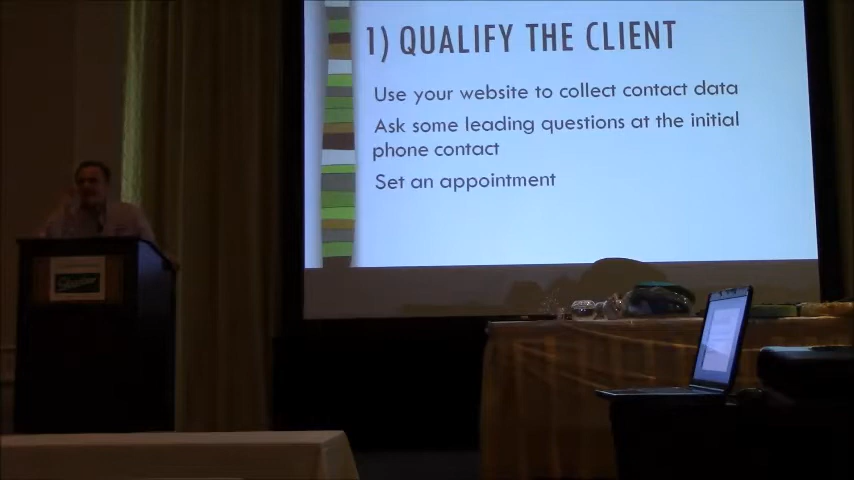 1) QUALIFY THE CLIENT
Use your website to collect contact data
Ask some leading questions at the initial
phone contact
Set an appointment